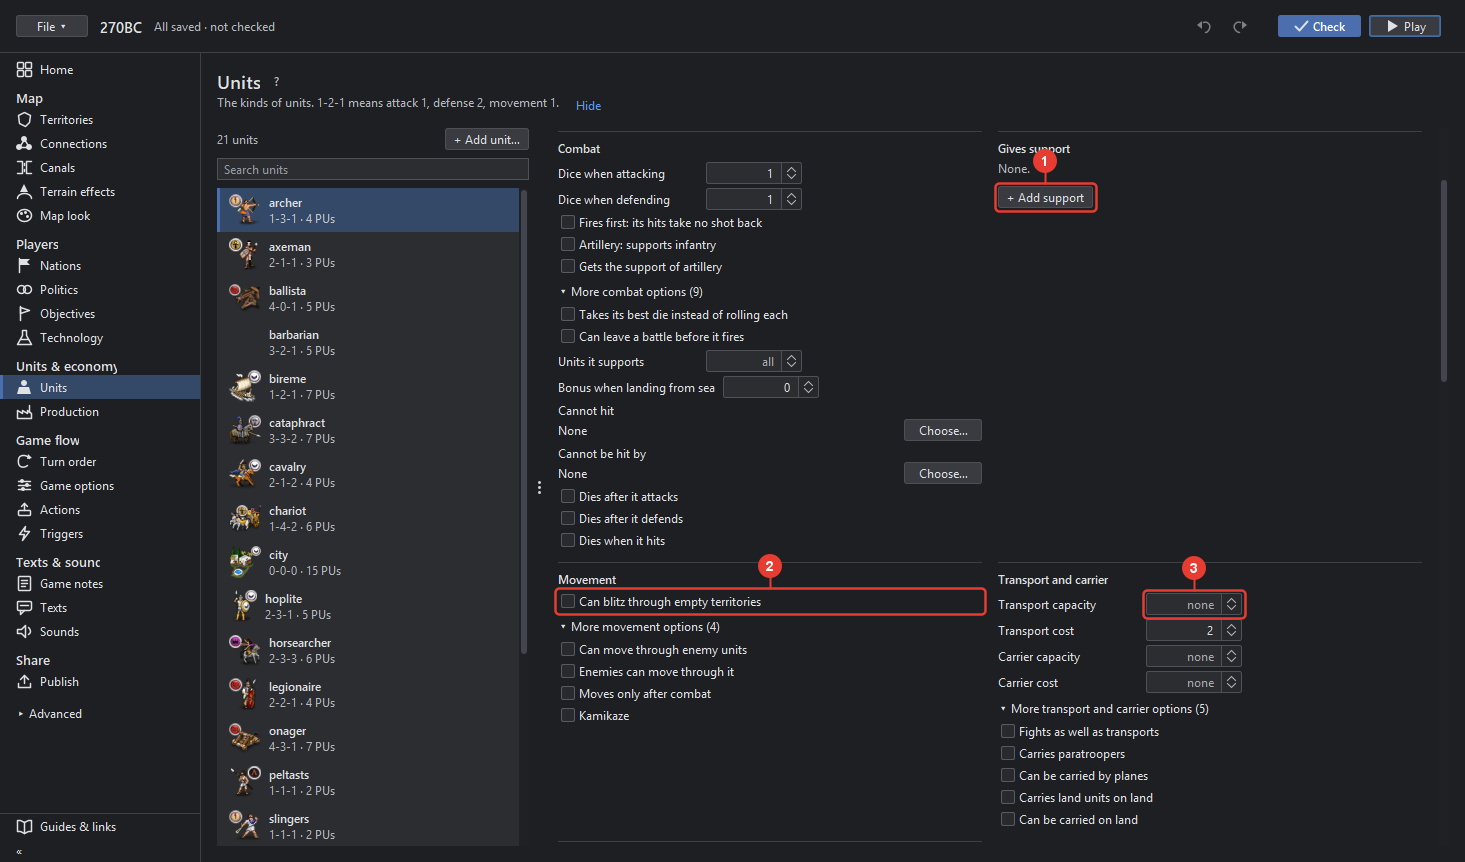 File
270BC
All saved · not checked
Check
Play
Home
Map
Territories
Connections
Canals
Terrain effects
Map look
Players
Nations
Politics
Objectives
Technology
Units & economy
Units
Production
Game flow
Turn order
Game options
Actions
Triggers
Texts & sound
Game notes
Texts
Sounds
Share
Publish
Advanced
Guides & links
«
Units ?
The kinds of units. 1-2-1 means attack 1, defense 2, movement 1. Hide
21 units
+ Add unit...
Search units
archer
1-3-1 · 4 PUs
axeman
2-1-1 · 3 PUs
ballista
4-0-1 · 5 PUs
barbarian
3-2-1 · 5 PUs
bireme
1-2-1 · 7 PUs
cataphract
3-3-2 · 7 PUs
cavalry
2-1-2 · 4 PUs
chariot
1-4-2 · 6 PUs
city
0-0-0 · 15 PUs
hoplite
2-3-1 · 5 PUs
horsearcher
2-3-3 · 6 PUs
legionaire
2-2-1 · 4 PUs
onager
4-3-1 · 7 PUs
peltasts
1-1-1 · 2 PUs
slingers
1-1-1 · 2 PUs
Combat
Dice when attacking 1
Dice when defending 1
Fires first: its hits take no shot back
Artillery: supports infantry
Gets the support of artillery
More combat options (9)
Takes its best die instead of rolling each
Can leave a battle before it fires
Units it supports all
Bonus when landing from sea 0
Cannot hit
None Choose...
Cannot be hit by
None Choose...
Dies after it attacks
Dies after it defends
Dies when it hits
2
Movement
Can blitz through empty territories
More movement options (4)
Can move through enemy units
Enemies can move through it
Moves only after combat
Kamikaze
Gives support
1
None.
+ Add support
3
Transport and carrier
Transport capacity none
Transport cost 2
Carrier capacity none
Carrier cost none
More transport and carrier options (5)
Fights as well as transports
Carries paratroopers
Can be carried by planes
Carries land units on land
Can be carried on land